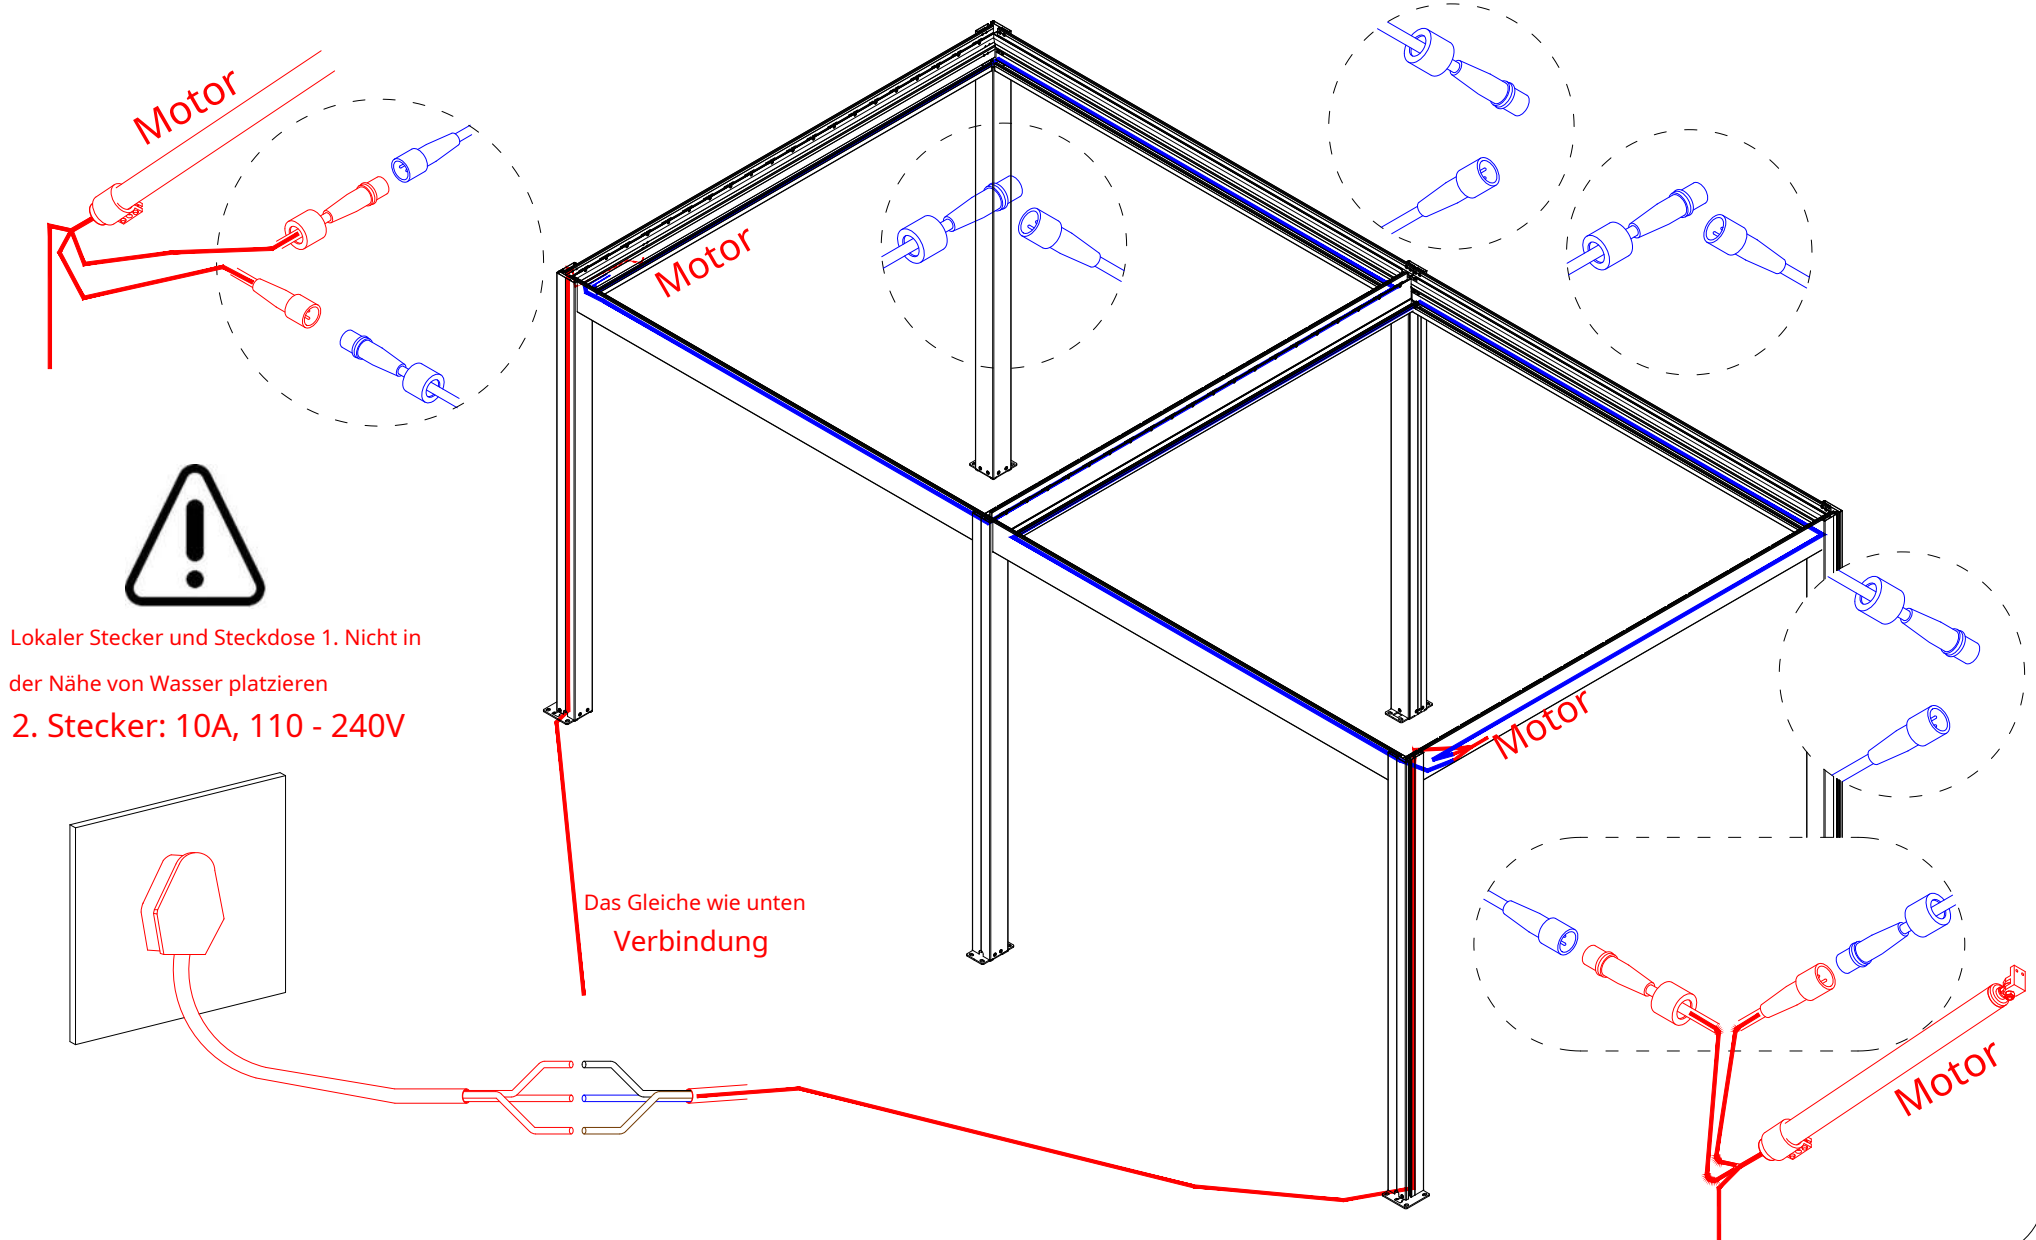 Motor
Motor
Lokaler Stecker und Steckdose 1. Nicht in
der Nähe von Wasser platzieren
2. Stecker: 10A, 110 - 240V
Motor
Das Gleiche wie unten
Verbindung
Motor